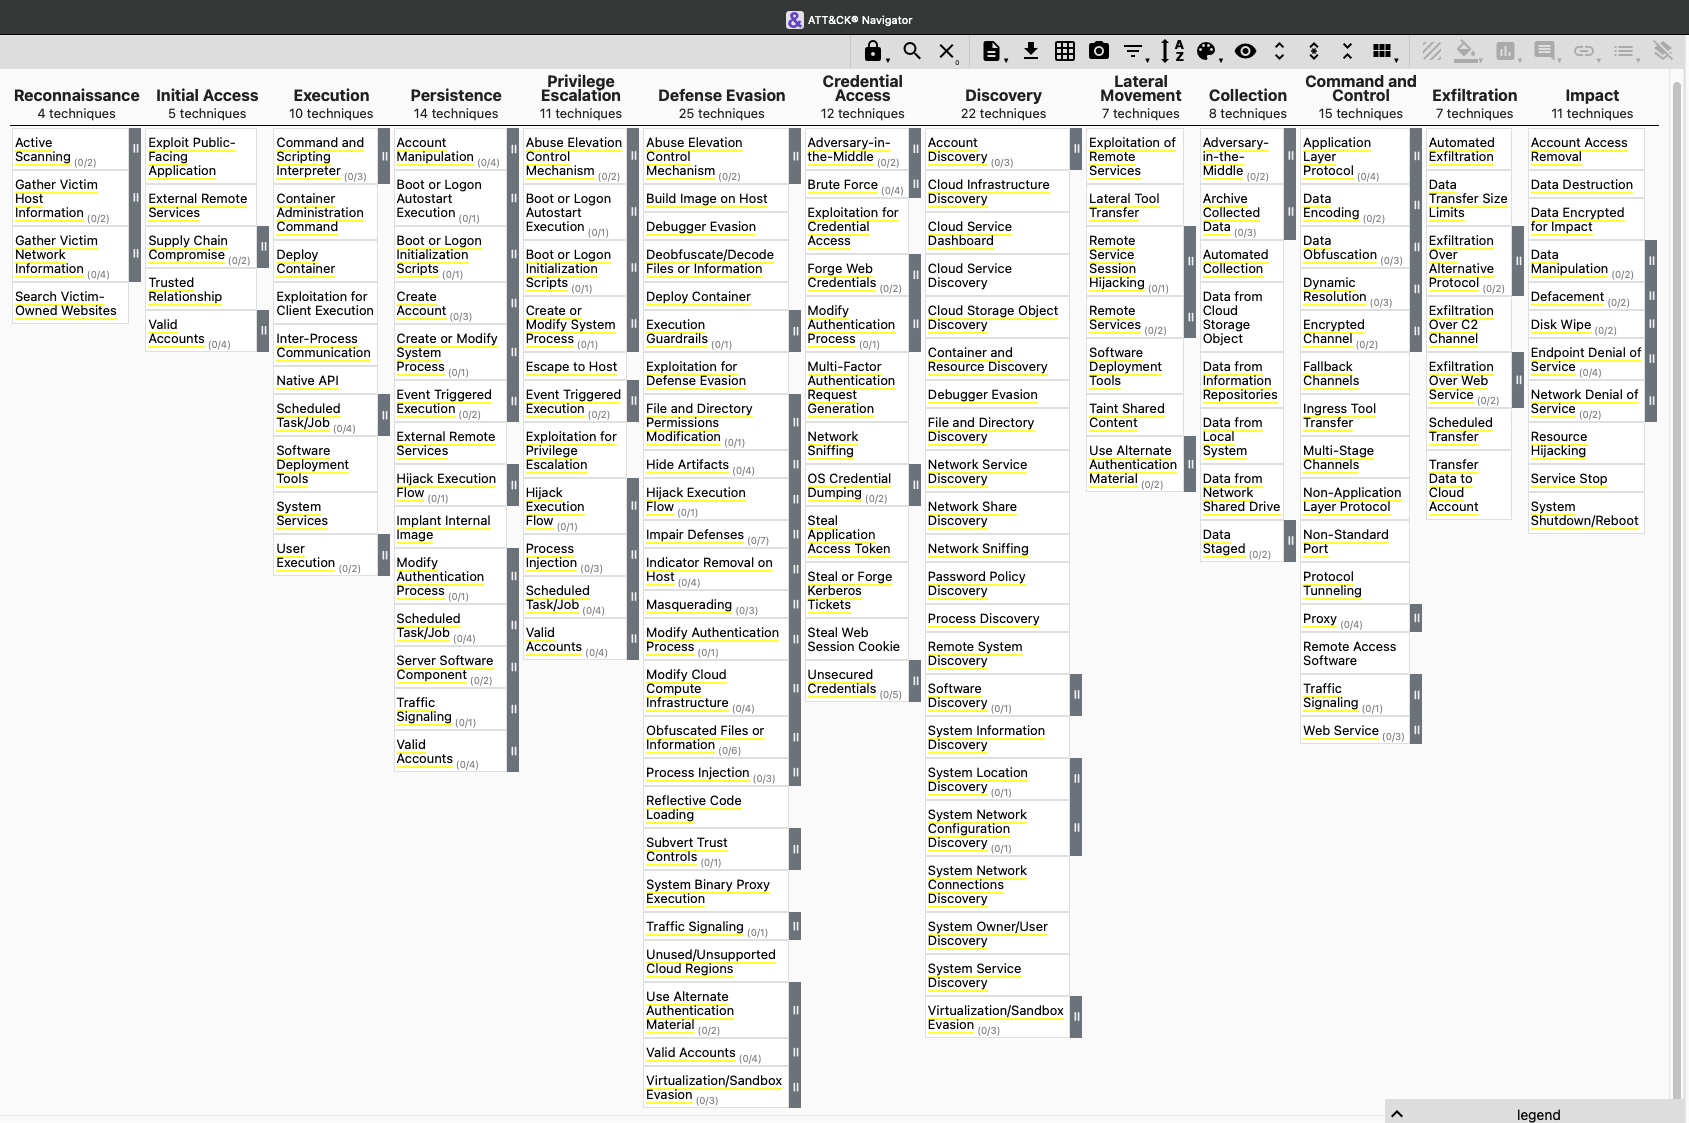 ATT&CK® Navigator
0
Reconnaissance
4 techniques
Active
Scanning (0/2)
Gather Victim
Host
Information (0/2)
Gather Victim
Network
Information (0/4)
Search Victim-
Owned Websites
Initial Access
5 techniques
Exploit Public-
Facing
Application
External Remote
Services
Supply Chain
Compromise (0/2)
Trusted
Relationship
Valid
Accounts (0/4)
Execution
10 techniques
Command and
Scripting
Interpreter (0/3)
Container
Administration
Command
Deploy
Container
Exploitation for
Client Execution
Inter-Process
Communication
Native API
Scheduled
Task/Job (0/4)
Software
Deployment
Tools
System
Services
User
Execution (0/2)
Persistence
14 techniques
Account
Manipulation (0/4)
Boot or Logon
Autostart
Execution (0/1)
Boot or Logon
Initialization
Scripts (0/1)
Create
Account (0/3)
Create or Modify
System
Process (0/1)
Event Triggered
Execution (0/2)
External Remote
Services
Hijack Execution
Flow (0/1)
Implant Internal
Image
Modify
Authentication
Process (0/1)
Scheduled
Task/Job (0/4)
Server Software
Component (0/2)
Traffic
Signaling (0/1)
Valid
Accounts (0/4)
Privilege
Escalation
11 techniques
Abuse Elevation
Control
Mechanism (0/2)
Boot or Logon
Autostart
Execution (0/1)
Boot or Logon
Initialization
Scripts (0/1)
Create or
Modify System
Process (0/1)
Escape to Host
Event Triggered
Execution (0/2)
Exploitation for
Privilege
Escalation
Hijack
Execution
Flow (0/1)
Process
Injection (0/3)
Scheduled
Task/Job (0/4)
Valid
Accounts (0/4)
Defense Evasion
25 techniques
Abuse Elevation
Control
Mechanism (0/2)
Build Image on Host
Debugger Evasion
Deobfuscate/Decode
Files or Information
Deploy Container
Execution
Guardrails (0/1)
Exploitation for
Defense Evasion
File and Directory
Permissions
Modification (0/1)
Hide Artifacts (0/4)
Hijack Execution
Flow (0/1)
Impair Defenses (0/7)
Indicator Removal on
Host (0/4)
Masquerading (0/3)
Modify Authentication
Process (0/1)
Modify Cloud
Compute
Infrastructure (0/4)
Obfuscated Files or
Information (0/6)
Process Injection (0/3)
Reflective Code
Loading
Subvert Trust
Controls (0/1)
System Binary Proxy
Execution
Traffic Signaling (0/1)
Unused/Unsupported
Cloud Regions
Use Alternate
Authentication
Material (0/2)
Valid Accounts (0/4)
Virtualization/Sandbox
Evasion (0/3)
Credential
Access
12 techniques
Adversary-in-
the-Middle (0/2)
Brute Force (0/4)
Exploitation for
Credential
Access
Forge Web
Credentials (0/2)
Modify
Authentication
Process (0/1)
Multi-Factor
Authentication
Request
Generation
Network
Sniffing
OS Credential
Dumping (0/2)
Steal
Application
Access Token
Steal or Forge
Kerberos
Tickets
Steal Web
Session Cookie
Unsecured
Credentials (0/5)
Discovery
22 techniques
Account
Discovery (0/3)
Cloud Infrastructure
Discovery
Cloud Service
Dashboard
Cloud Service
Discovery
Cloud Storage Object
Discovery
Container and
Resource Discovery
Debugger Evasion
File and Directory
Discovery
Network Service
Discovery
Network Share
Discovery
Network Sniffing
Password Policy
Discovery
Process Discovery
Remote System
Discovery
Software
Discovery (0/1)
System Information
Discovery
System Location
Discovery (0/1)
System Network
Configuration
Discovery (0/1)
System Network
Connections
Discovery
System Owner/User
Discovery
System Service
Discovery
Virtualization/Sandbox
Evasion (0/3)
Lateral
Movement
7 techniques
Exploitation of
Remote
Services
Lateral Tool
Transfer
Remote
Service
Session
Hijacking (0/1)
Remote
Services (0/2)
Software
Deployment
Tools
Taint Shared
Content
Use Alternate
Authentication
Material (0/2)
Collection
8 techniques
Adversary-
in-the-
Middle (0/2)
Archive
Collected
Data (0/3)
Automated
Collection
Data from
Cloud
Storage
Object
Data from
Information
Repositories
Data from
Local
System
Data from
Network
Shared Drive
Data
Staged (0/2)
Command and
Control
15 techniques
Application
Layer
Protocol (0/4)
Data
Encoding (0/2)
Data
Obfuscation (0/3)
Dynamic
Resolution (0/3)
Encrypted
Channel (0/2)
Fallback
Channels
Ingress Tool
Transfer
Multi-Stage
Channels
Non-Application
Layer Protocol
Non-Standard
Port
Protocol
Tunneling
Proxy (0/4)
Remote Access
Software
Traffic
Signaling (0/1)
Web Service (0/3)
Exfiltration
7 techniques
Automated
Exfiltration
Data
Transfer Size
Limits
Exfiltration
Over
Alternative
Protocol (0/2)
Exfiltration
Over C2
Channel
Exfiltration
Over Web
Service (0/2)
Scheduled
Transfer
Transfer
Data to
Cloud
Account
Impact
11 techniques
Account Access
Removal
Data Destruction
Data Encrypted
for Impact
Data
Manipulation (0/2)
Defacement (0/2)
Disk Wipe (0/2)
Endpoint Denial of
Service (0/4)
Network Denial of
Service (0/2)
Resource
Hijacking
Service Stop
System
Shutdown/Reboot
legend